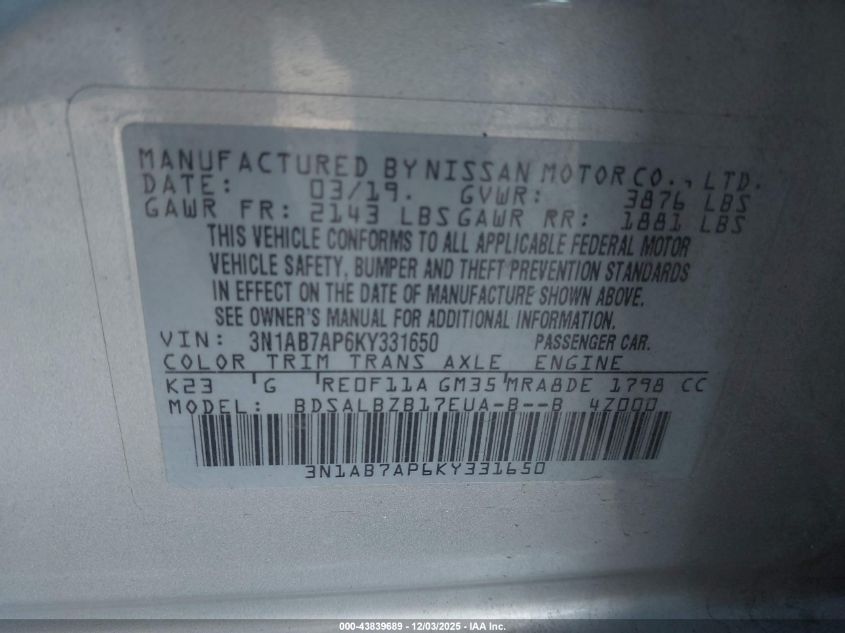 MANUFACTURED BY NISSAN MOTOR CO., LTD.
DATE: 03/19. GVWR: 3876 LBS
GAWR FR: 2143 LBS GAWR RR: 1881 LBS
THIS VEHICLE CONFORMS TO ALL APPLICABLE FEDERAL MOTOR
VEHICLE SAFETY, BUMPER AND THEFT PREVENTION STANDARDS
IN EFFECT ON THE DATE OF MANUFACTURE SHOWN ABOVE.
SEE OWNER'S MANUAL FOR ADDITIONAL INFORMATION.
VIN: 3N1AB7AP6KY331650 PASSENGER CAR.
COLOR TRIM TRANS AXLE ENGINE
K23 G RE0F11A GM35 MRA8DE 1798 CC
MODEL: BDSALBZB17EUA-B--B 4Z000
3N1AB7AP6KY331650
000-43839689 - 12/03/2025 - IAA Inc.